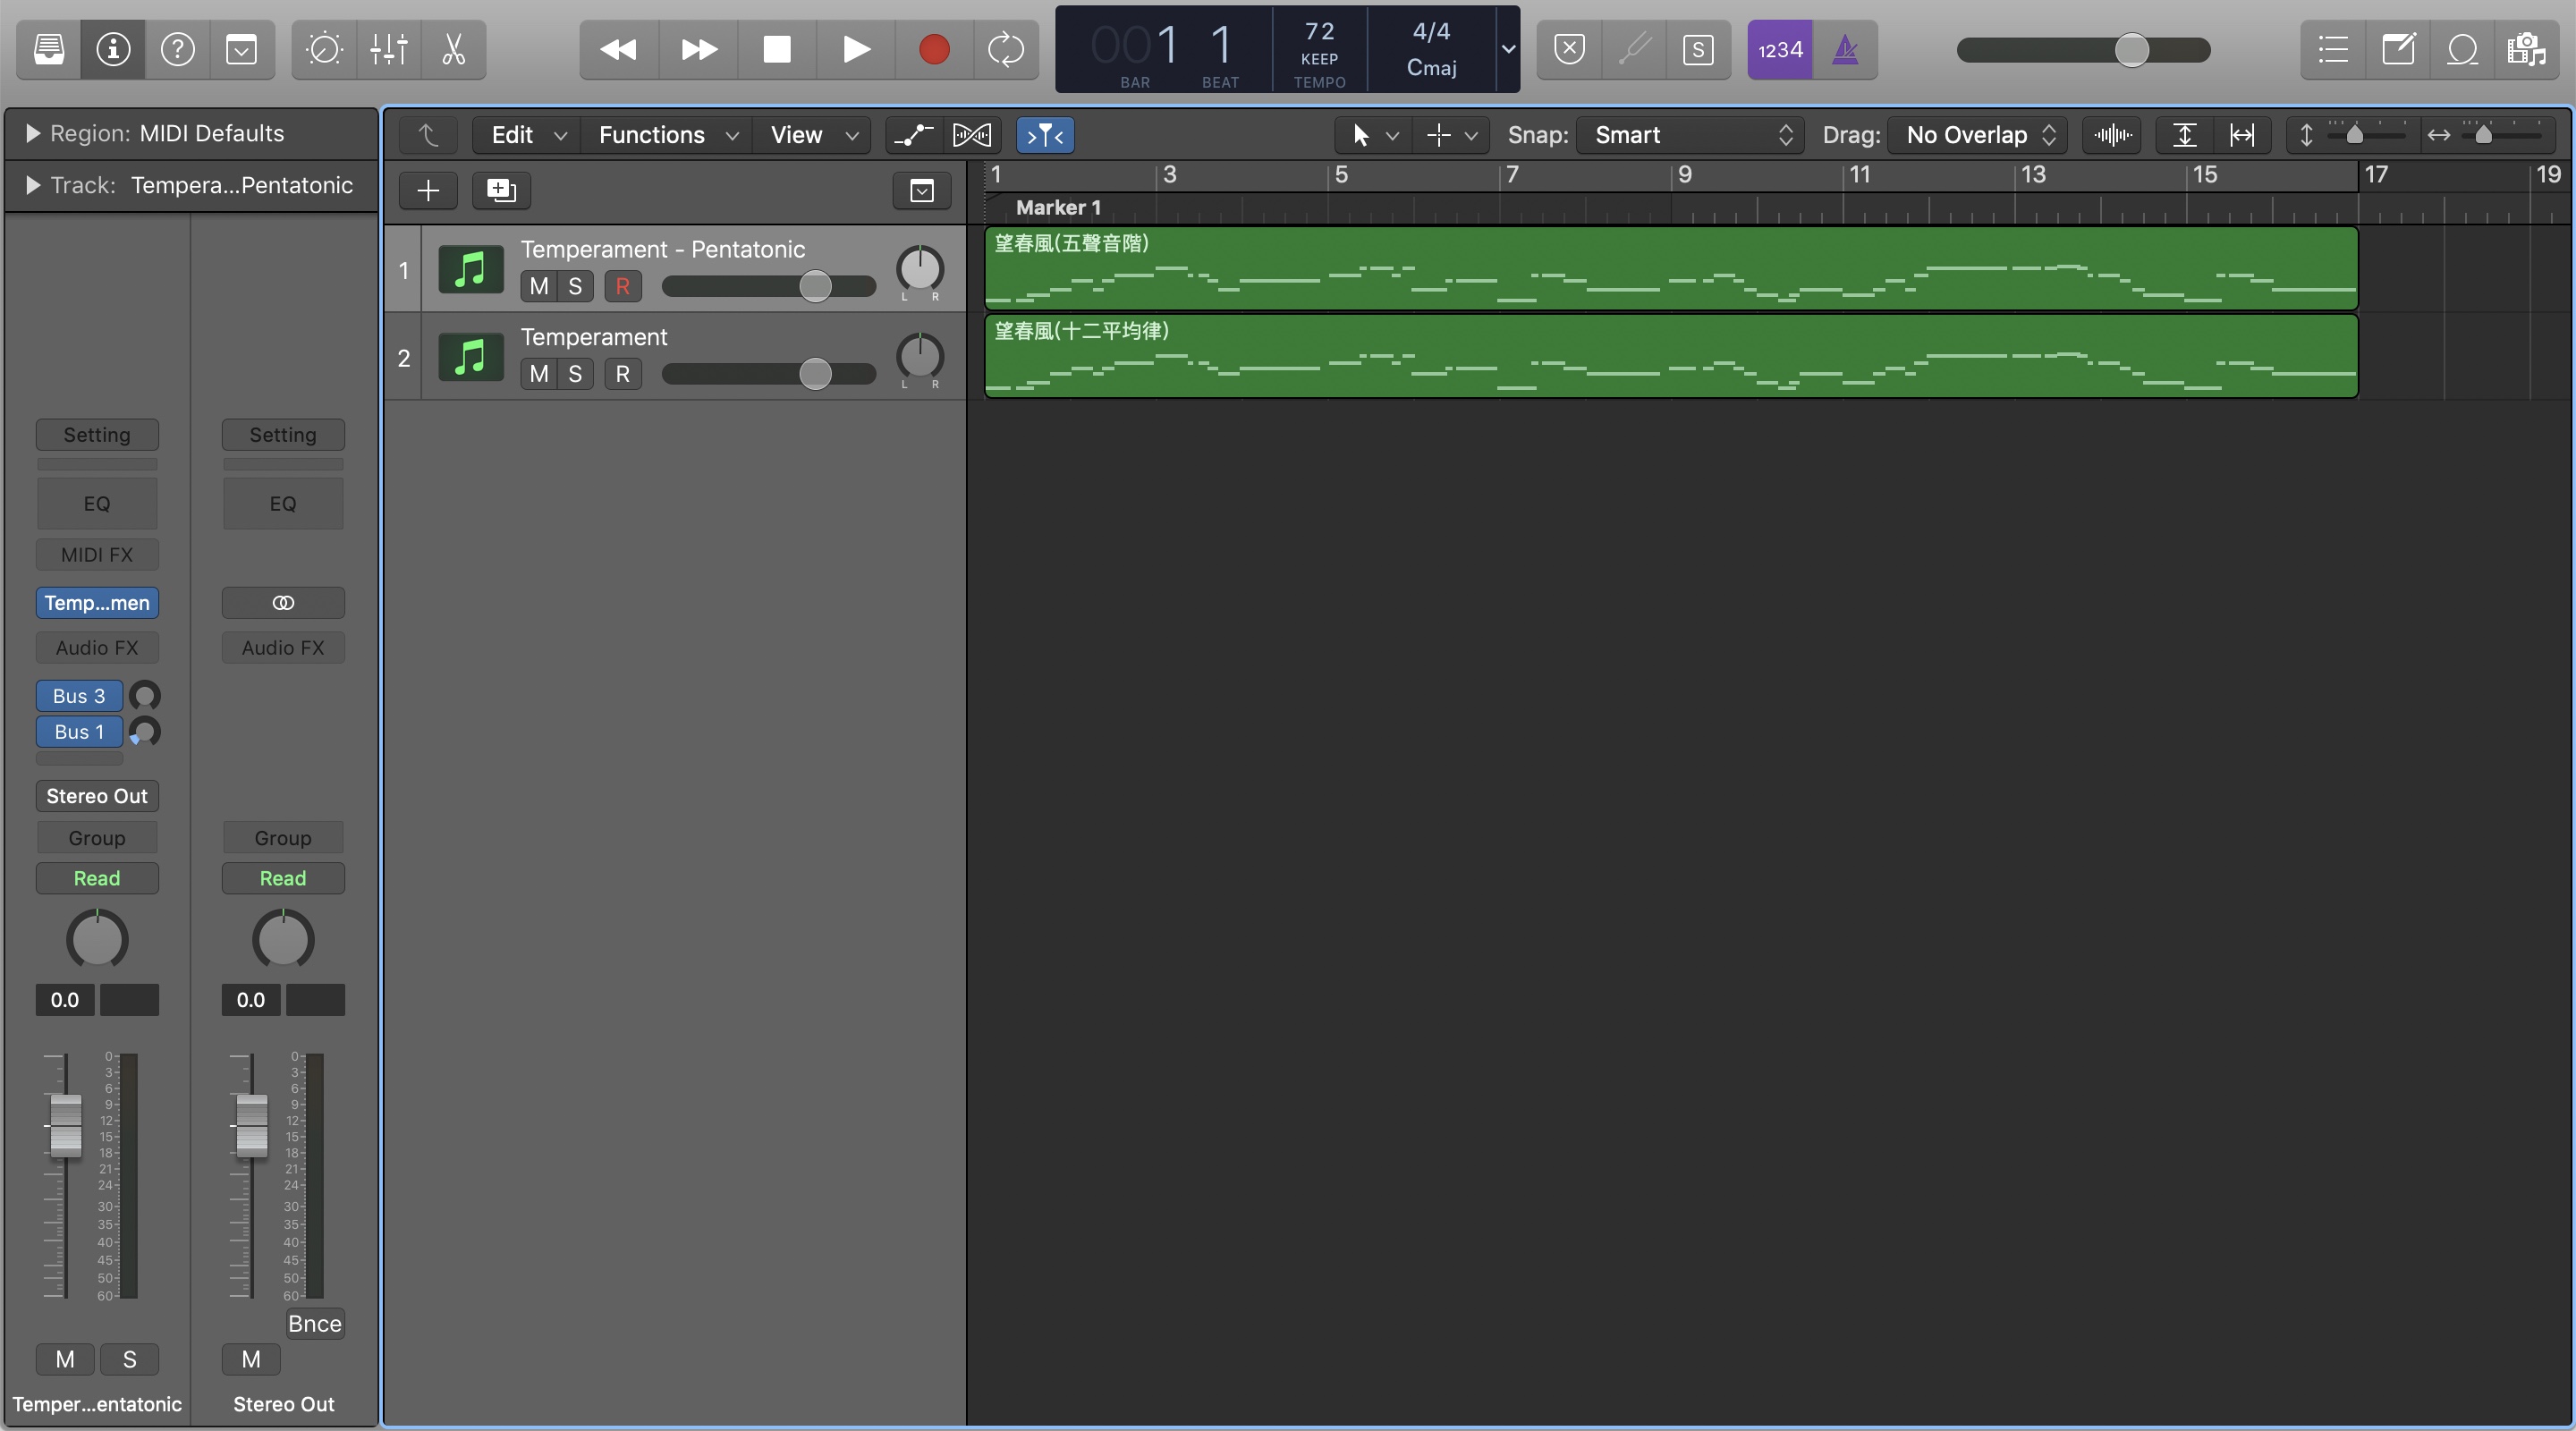 001 1 72 4/4
KEEP Cmaj
BAR BEAT TEMPO
S
1234
Region: MIDI Defaults
Track: Tempera...Pentatonic
Edit Functions View Snap: Smart Drag: No Overlap
1 3 5 7 9 11 13 15 17 19
Marker 1
1 Temperament - Pentatonic
M S R
L R
望春風(五聲音階)
2 Temperament
M S R
L R
望春風(十二平均律)
Setting Setting
EQ EQ
MIDI FX
Temp...men
Audio FX Audio FX
Bus 3
Bus 1
Stereo Out
Group Group
Read Read
0.0 0.0
0 0
3 3
6 6
9 9
12 12
15 15
18 18
21 21
24 24
30 30
35 35
40 40
45 45
50 50
60 60
Bnce
M S M
Temper...entatonic Stereo Out